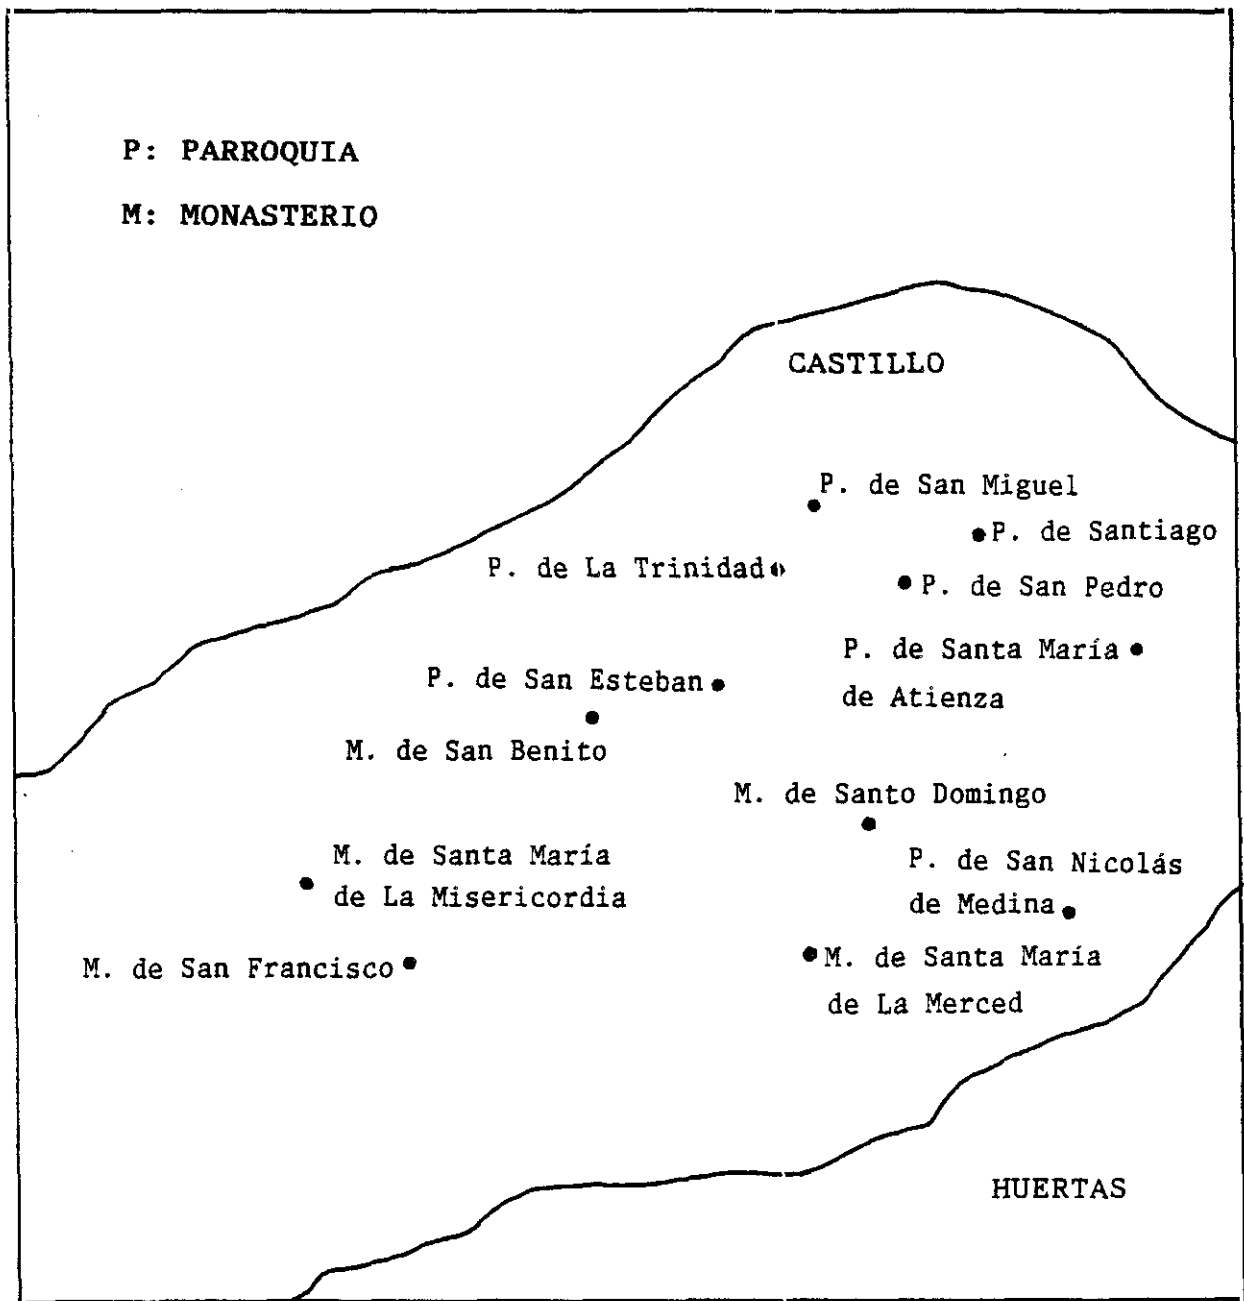 P: PARROQUIA
M: MONASTERIO
CASTILLO
P. de San Miguel
P. de Santiago
P. de La Trinidad
P. de San Pedro
P. de Santa María
de Atienza
P. de San Esteban
M. de San Benito
M. de Santo Domingo
M. de Santa María
de La Misericordia
P. de San Nicolás
de Medina
M. de San Francisco
M. de Santa María
de La Merced
HUERTAS